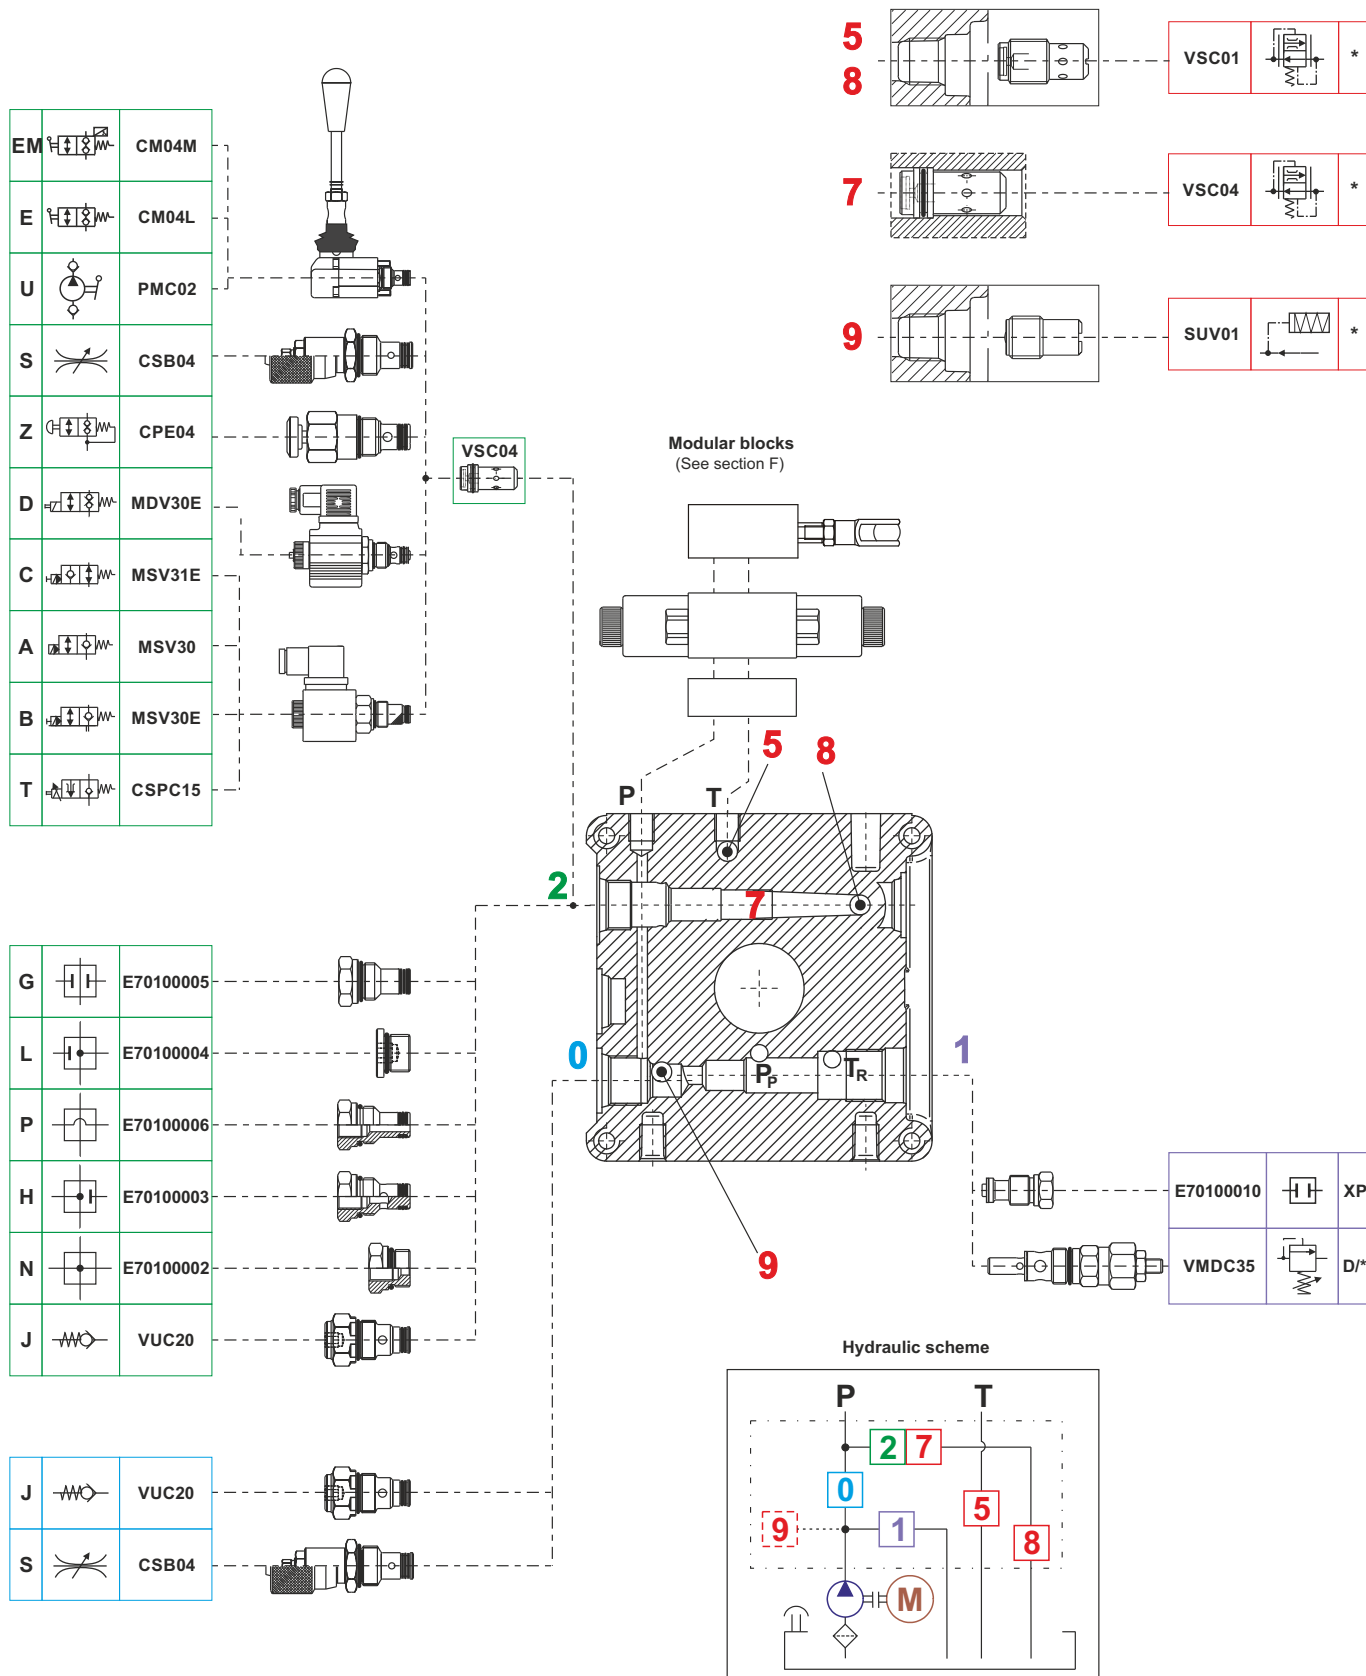 5
8
VSC01 *
7
VSC04 *
9
SUV01 *
EM CM04M
E CM04L
U PMC02
S CSB04
Z CPE04
D MDV30E
C MSV31E
A MSV30
B MSV30E
T CSPC15
VSC04
Modular blocks
(See section F)
5
8
P
T
2
7
0
1
PP
TR
9
G E70100005
L E70100004
P E70100006
H E70100003
N E70100002
J VUC20
J VUC20
S CSB04
E70100010 XP
VMDC35 D/*
Hydraulic scheme
P T
2 7
0
5
9 1
8
M